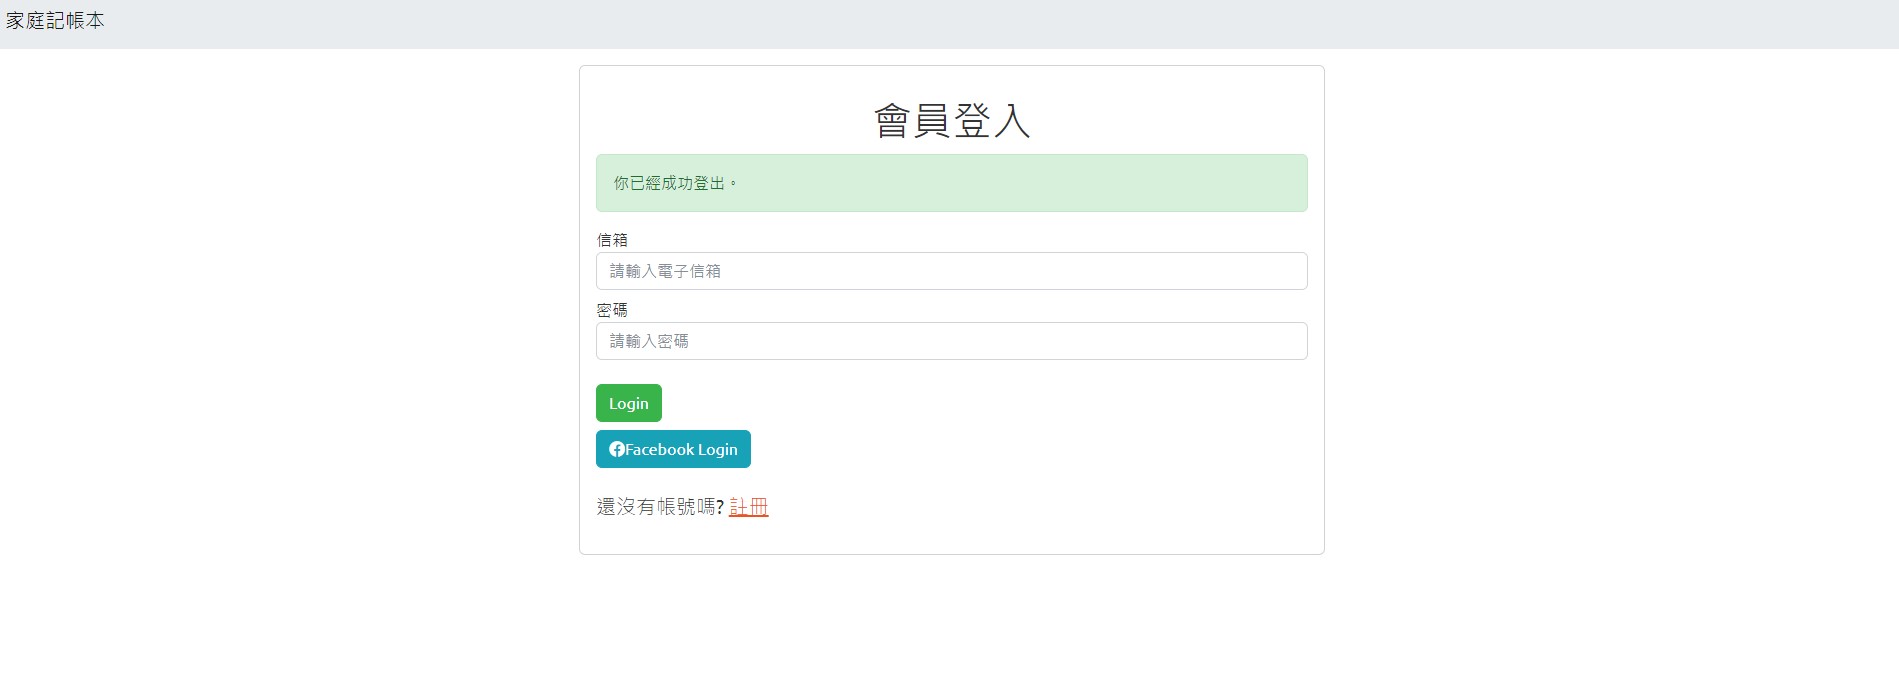 家庭記帳本
會員登入
你已經成功登出。
信箱
請輸入電子信箱
密碼
請輸入密碼
Login
Facebook Login
還沒有帳號嗎? 註冊